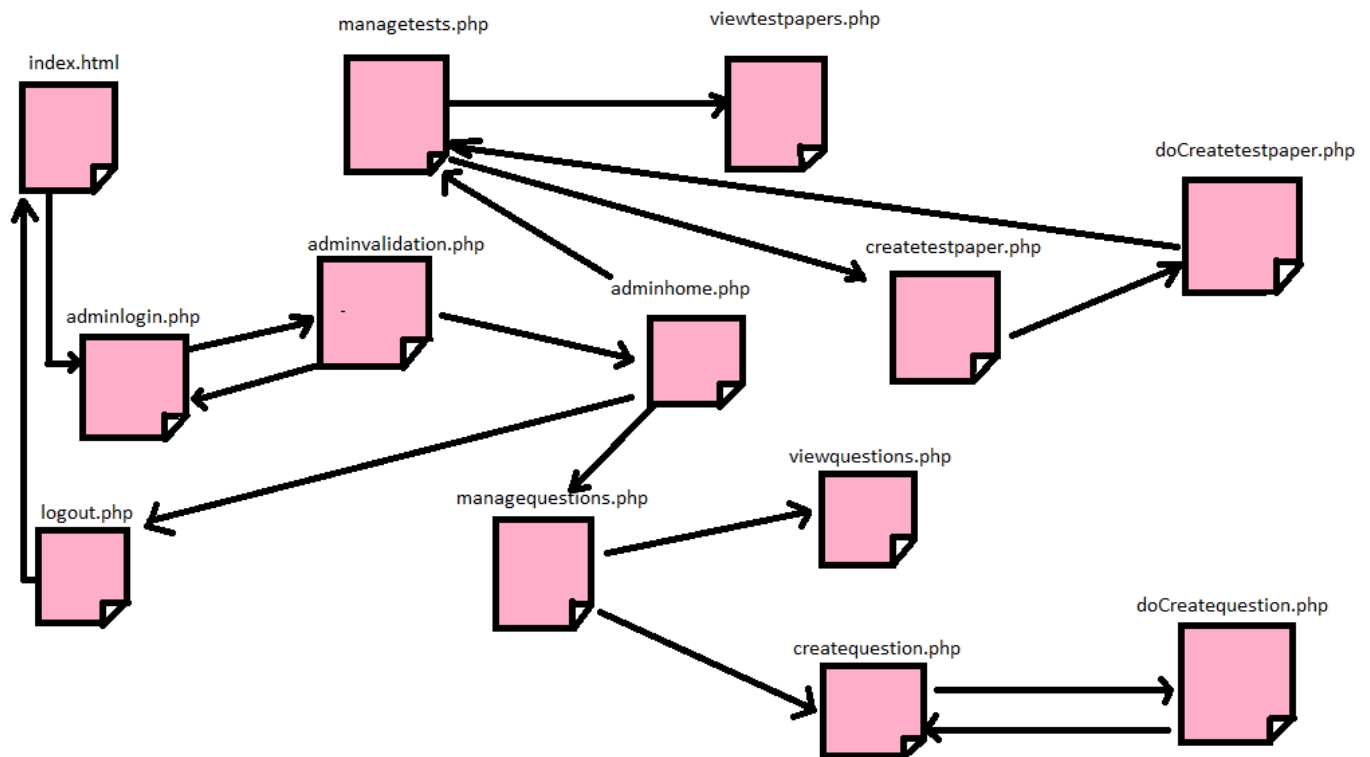 managetests.php
viewtestpapers.php
index.html
doCreatetestpaper.php
adminvalidation.php
createtestpaper.php
adminhome.php
adminlogin.php
viewquestions.php
managequestions.php
logout.php
doCreatequestion.php
createquestion.php